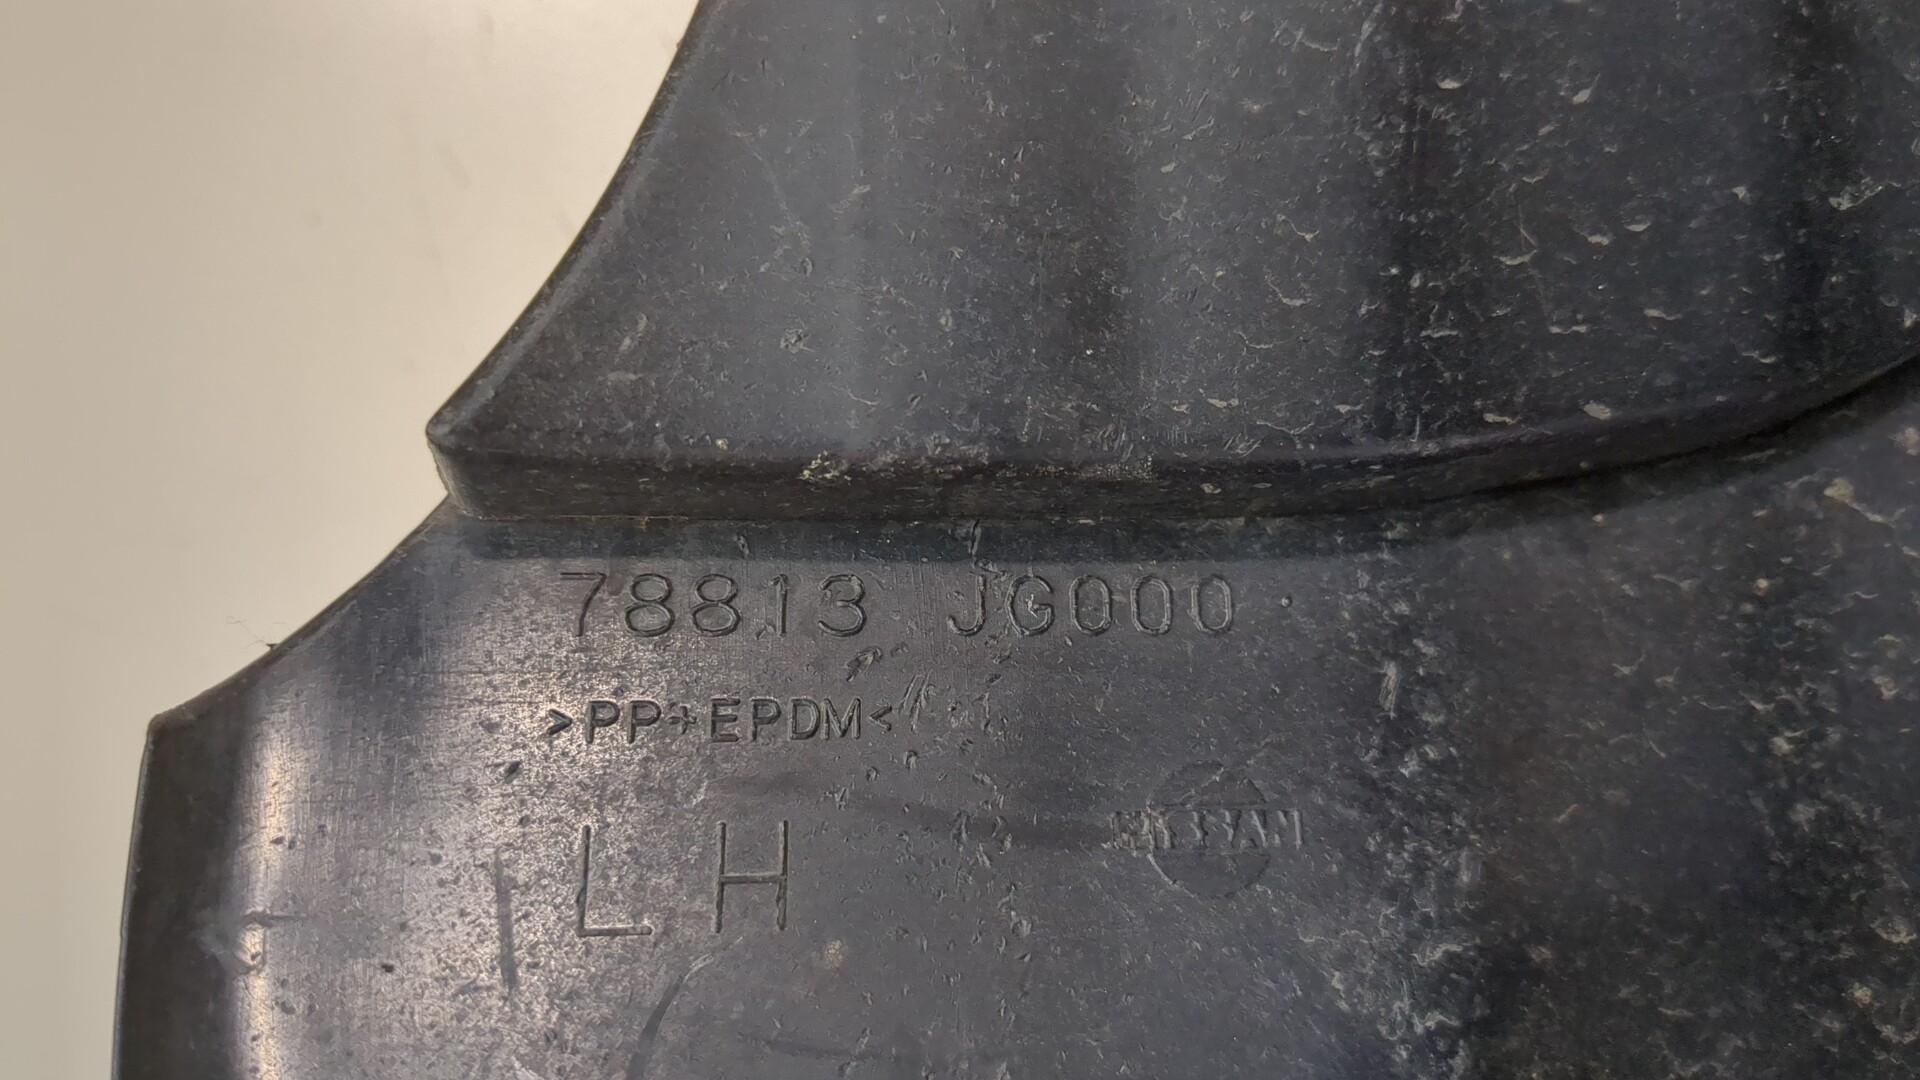 78813 JG000
>PP+EPDM<
LH
NISSAN